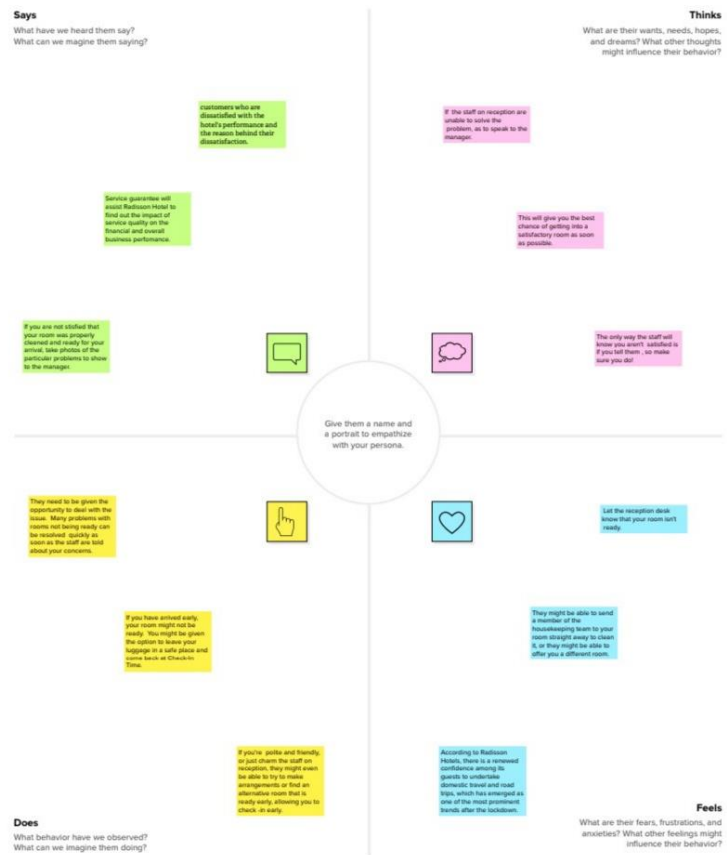 Says
What have we heard them say?
What can we magine them saying?
Thinks
What are their wants, needs, hopes,
and dreams? What other thoughts
might influence their behavior?
customers who are
dissatisfied with the
hotel's performance and
the reason behind their
dissatisfaction.
If the staff on reception are
unable to solve the
problem, as to speak to the
manager.
Service guarantee will
assist Radisson Hotel to
find out the impact of
service quality on the
financial and overall
business perfomance.
This will give you the best
chance of getting into a
satisfactory room as soon
as possible.
If you are not stisfied that
your room was properly
cleaned and ready for your
arrival, take photos of the
particular problems to show
to the manager.
The only way the staff will
know you aren't satisfied is
if you tell them , so make
sure you do!
Give them a name and
a portrait to empathize
with your persona.
They need to be given the
opportunity to deal with the
issue. Many problems with
rooms not being ready can
be resolved quickly as
soon as the staff are told
about your concerns.
Let the reception desk
know that your room isn't
ready.
If you have arrived early,
your room might not be
ready. You might be given
the option to leave your
luggage in a safe place and
come back at Check-In
Time.
They might be able to send
a member of the
housekeeping team to your
room straight away to clean
it, or they might be able to
offer you a different room.
If you're polite and friendly,
or just charm the staff on
reception, they might even
be able to try to make
arrangements or find an
alternative room that is
ready early, allowing you to
check -in early.
According to Radisson
Hotels, there is a renewed
confidence among its
guests to undertake
domestic travel and road
trips, which has emerged as
one of the most prominent
trends after the lockdown.
Does
What behavior have we observed?
What can we imagine them doing?
Feels
What are their fears, frustrations, and
anxieties? What other feelings might
influence their behavior?